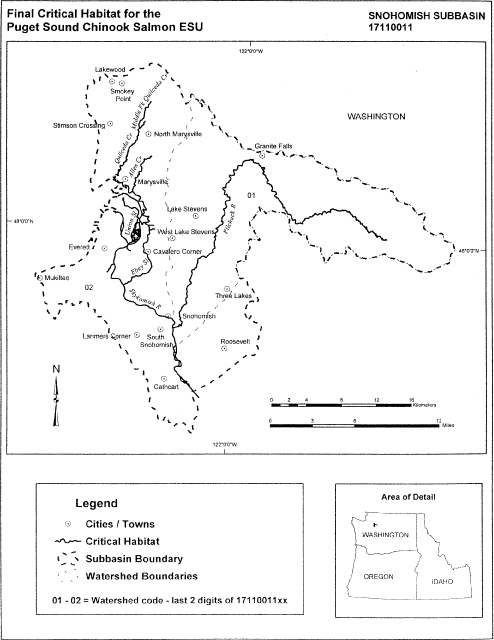 Final Critical Habitat for the
Puget Sound Chinook Salmon ESU
SNOHOMISH SUBBASIN
17110011
122°0'0"W
WASHINGTON
Lakewood
Smokey
Point
Stimson Crossing
Quilceda Cr
Middle Fk Quilceda Cr
North Marysville
Allen Cr
Marysville
Granite Falls
01
Lake Stevens
Pilchuck R
48°0'0"N
Union Sl
West Lake Stevens
Everett
Cavalero Corner
48°0'0"N
Ebey Sl
Mukilteo
02
Snohomish R
Three Lakes
Snohomish
Larimers Corner
South
Snohomish
Roosevelt
Cathcart
N
0 2 4 8 12 16
Kilometers
0 3 6 9 12
Miles
122°0'0"W
Legend
Cities / Towns
Critical Habitat
Subbasin Boundary
Watershed Boundaries
01 - 02 = Watershed code - last 2 digits of 17110011xx
Area of Detail
WASHINGTON
OREGON
IDAHO